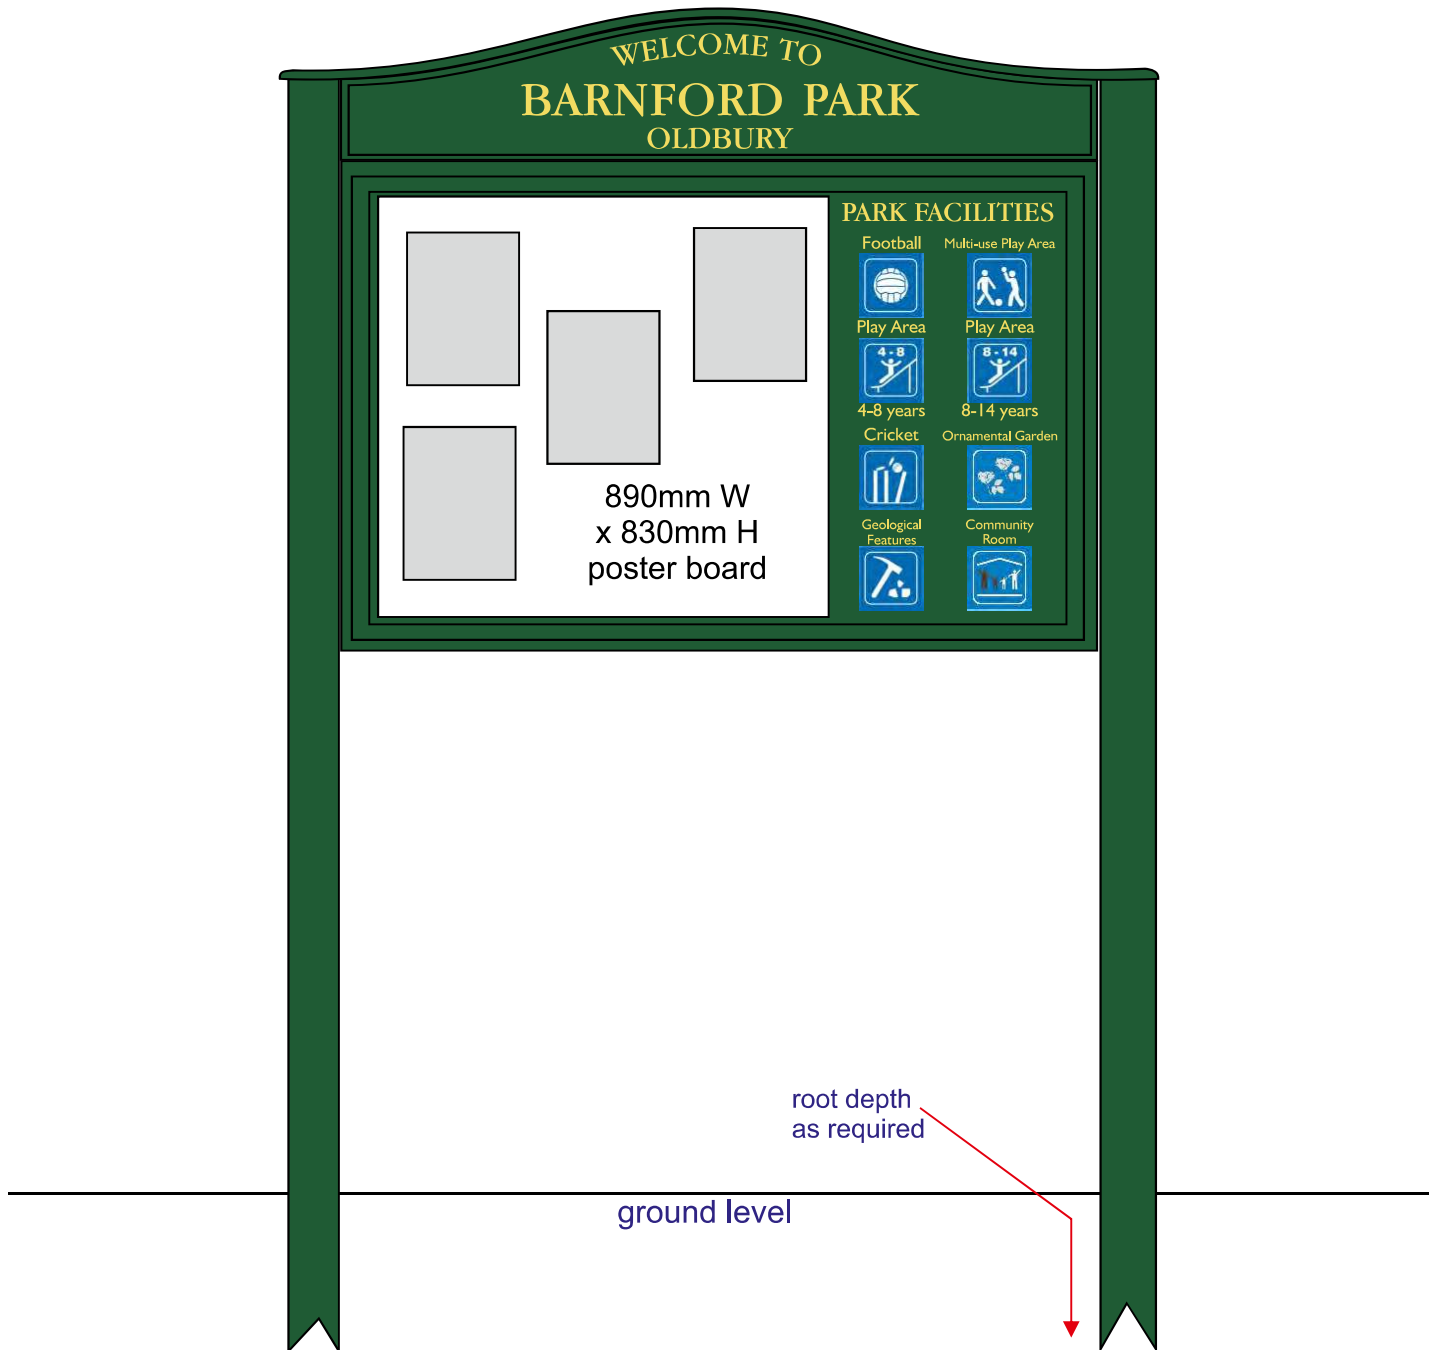 WELCOME TO
BARNFORD PARK
OLDBURY
PARK FACILITIES
Football
Multi-use Play Area
Play Area
Play Area
4-8
8-14
4-8 years
8-14 years
Cricket
Ornamental Garden
Geological
Features
Community
Room
890mm W
x 830mm H
poster board
root depth
as required
ground level